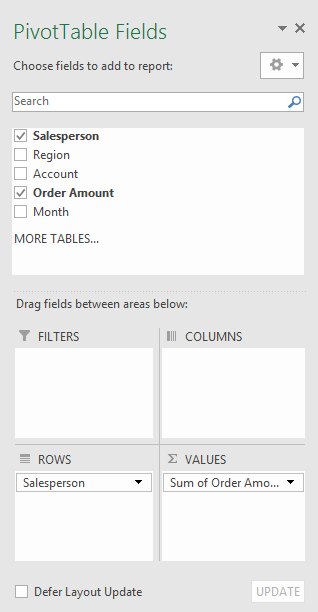 PivotTable Fields
Choose fields to add to report:
Search
Salesperson
Region
Account
Order Amount
Month
MORE TABLES...
Drag fields between areas below:
FILTERS
COLUMNS
ROWS
VALUES
Salesperson
Sum of Order Amo...
Defer Layout Update
UPDATE